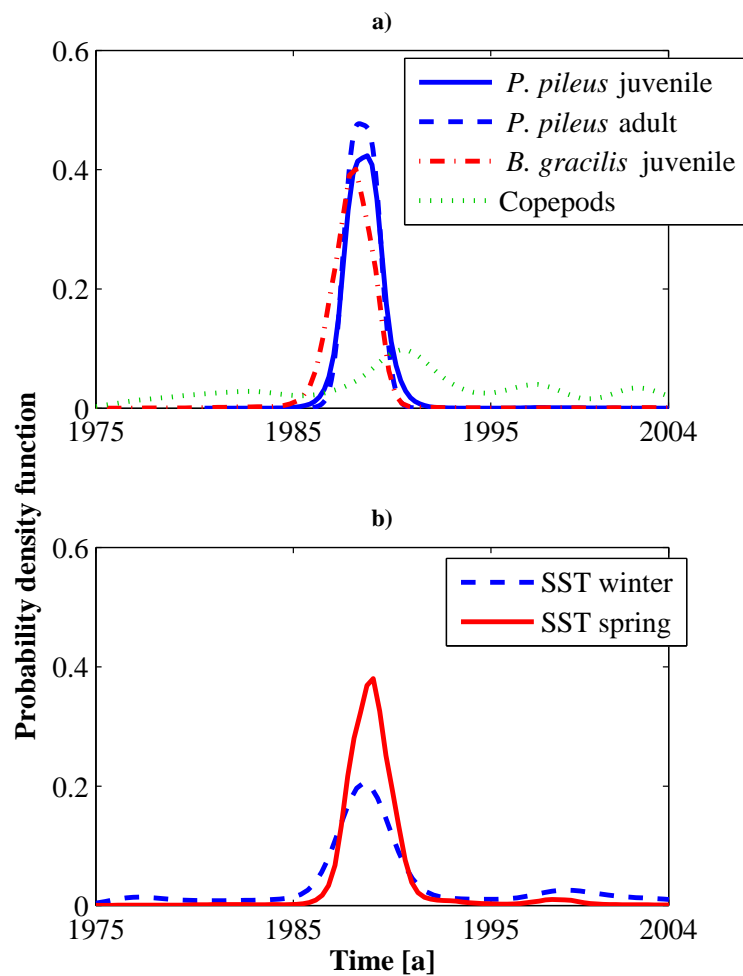 a)
0.6
0.4
0.2
0
P. pileus juvenile
P. pileus adult
B. gracilis juvenile
Copepods
1975
1985
1995
2004
Probability density function
b)
0.6
0.4
0.2
0
SST winter
SST spring
1975
1985
1995
2004
Time [a]